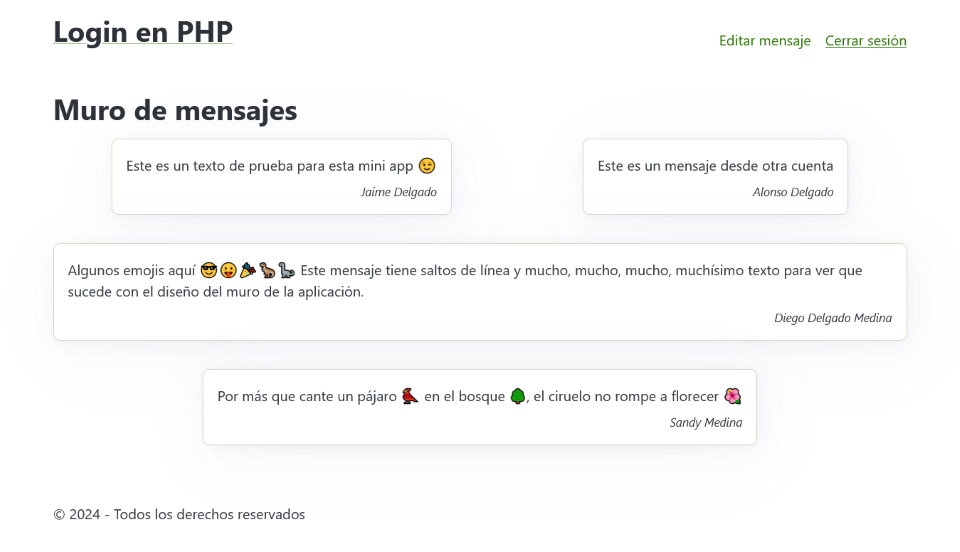 Login en PHP
Editar mensaje Cerrar sesión
Muro de mensajes
Este es un texto de prueba para esta mini app 😉
Jaime Delgado
Este es un mensaje desde otra cuenta
Alonso Delgado
Algunos emojis aquí 😎😛🎉🦖🦕 Este mensaje tiene saltos de línea y mucho, mucho, mucho, muchísimo texto para ver que
sucede con el diseño del muro de la aplicación.
Diego Delgado Medina
Por más que cante un pájaro 🐦 en el bosque 🌳, el ciruelo no rompe a florecer 🌺
Sandy Medina
© 2024 - Todos los derechos reservados